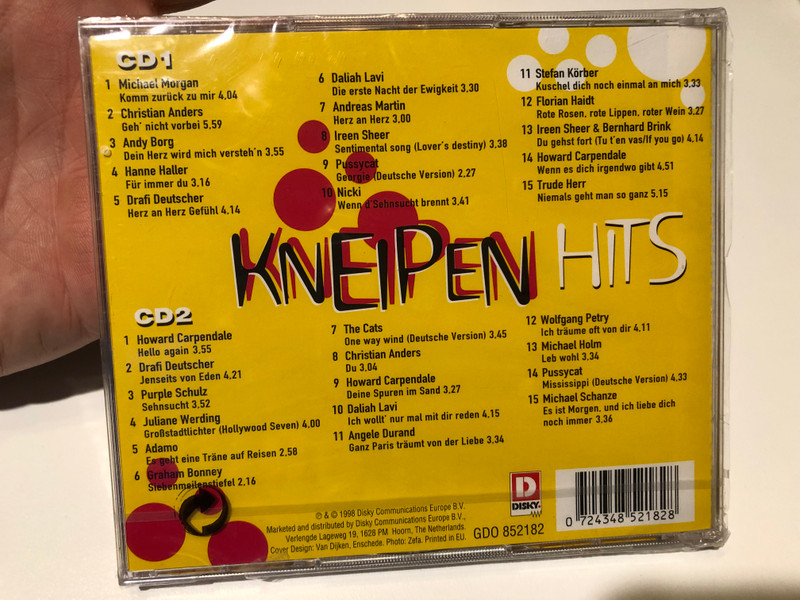 CD1
1 Michael Morgan
Komm zurück zu mir 4,04
2 Christian Anders
Geh' nicht vorbei 5,59
3 Andy Borg
Dein Herz wird mich versteh'n 3,55
4 Hanne Haller
Für immer du 3,16
5 Drafi Deutscher
Herz an Herz Gefühl 4,14
6 Daliah Lavi
Die erste Nacht der Ewigkeit 3,30
7 Andreas Martin
Herz an Herz 3,00
8 Ireen Sheer
Sentimental song (Lover's destiny) 3,38
9 Pussycat
Georgie (Deutsche Version) 2,27
10 Nicki
Wenn d'Sehnsucht brennt 3,41
11 Stefan Körber
Kuschel dich noch einmal an mich 3,33
12 Florian Haidt
Rote Rosen, rote Lippen, roter Wein 3,27
13 Ireen Sheer & Bernhard Brink
Du gehst fort (Tu t'en vas/If you go) 4,14
14 Howard Carpendale
Wenn es dich irgendwo gibt 4,51
15 Trude Herr
Niemals geht man so ganz 5,15
KNEIPEN HITS
CD2
1 Howard Carpendale
Hello again 3,55
2 Drafi Deutscher
Jenseits von Eden 4,21
3 Purple Schulz
Sehnsucht 3,52
4 Juliane Werding
Großstadtlichter (Hollywood Seven) 4,00
5 Adamo
Es geht eine Träne auf Reisen 2.58
6 Graham Bonney
Siebenmeilenstiefel 2,16
7 The Cats
One way wind (Deutsche Version) 3,45
8 Christian Anders
Du 3,04
9 Howard Carpendale
Deine Spuren im Sand 3,27
10 Daliah Lavi
Ich wollt' nur mal mit dir reden 4,15
11 Angele Durand
Ganz Paris träumt von der Liebe 3,34
12 Wolfgang Petry
Ich träume oft von dir 4,11
13 Michael Holm
Leb wohl 3,34
14 Pussycat
Mississippi (Deutsche Version) 4,33
15 Michael Schanze
Es ist Morgen, und ich liebe dich
noch immer 3,36
℗ & © 1998 Disky Communications Europe B.V.
Marketed and distributed by Disky Communications Europe B.V.,
Verlengde Lageweg 19, 1628 PM Hoorn, The Netherlands.
Cover Design: Van Dijken, Enschede. Photo: Zefa. Printed in EU.
GDO 852182
D
DISKY
0 724348 521828